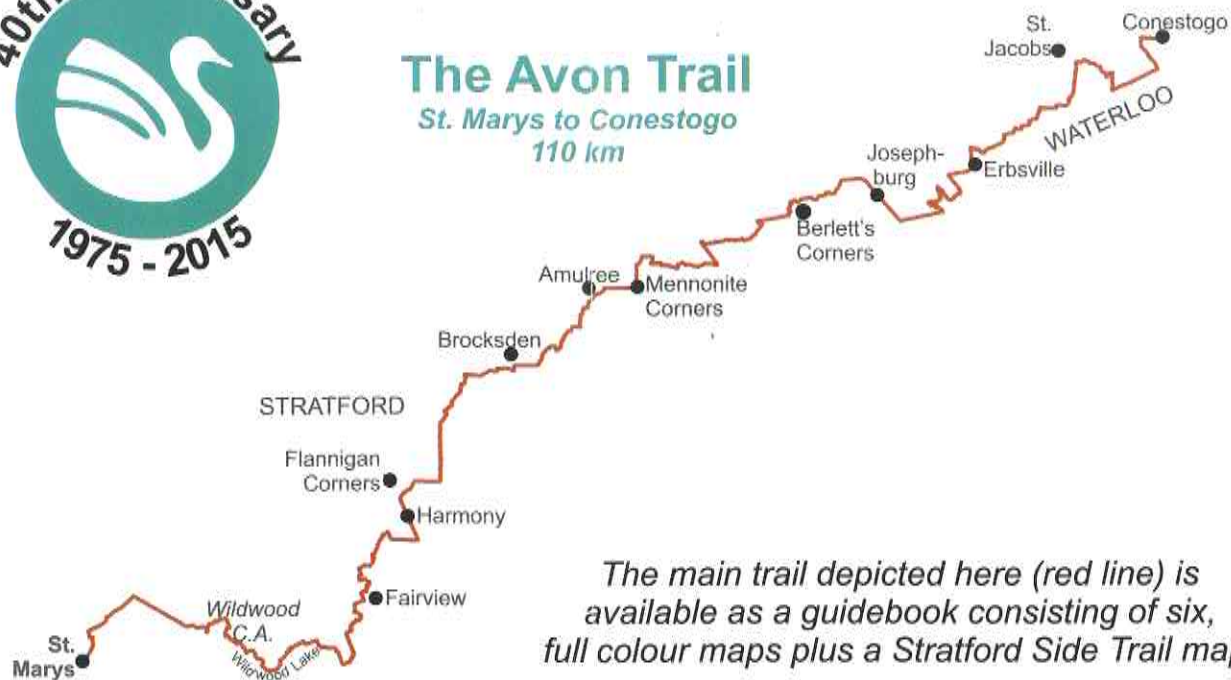 40th
1975 - 2015
The Avon Trail
St. Marys to Conestogo
110 km
St.
Jacobs
Conestogo
WATERLOO
Joseph-
burg
Erbsville
Berlett's
Corners
Amulree
Mennonite
Corners
Brocksden
STRATFORD
Flannigan
Corners
Harmony
Fairview
Wildwood
C.A.
Wildwood Lake
St.
Marys
The main trail depicted here (red line) is
available as a guidebook consisting of six,
full colour maps plus a Stratford Side Trail